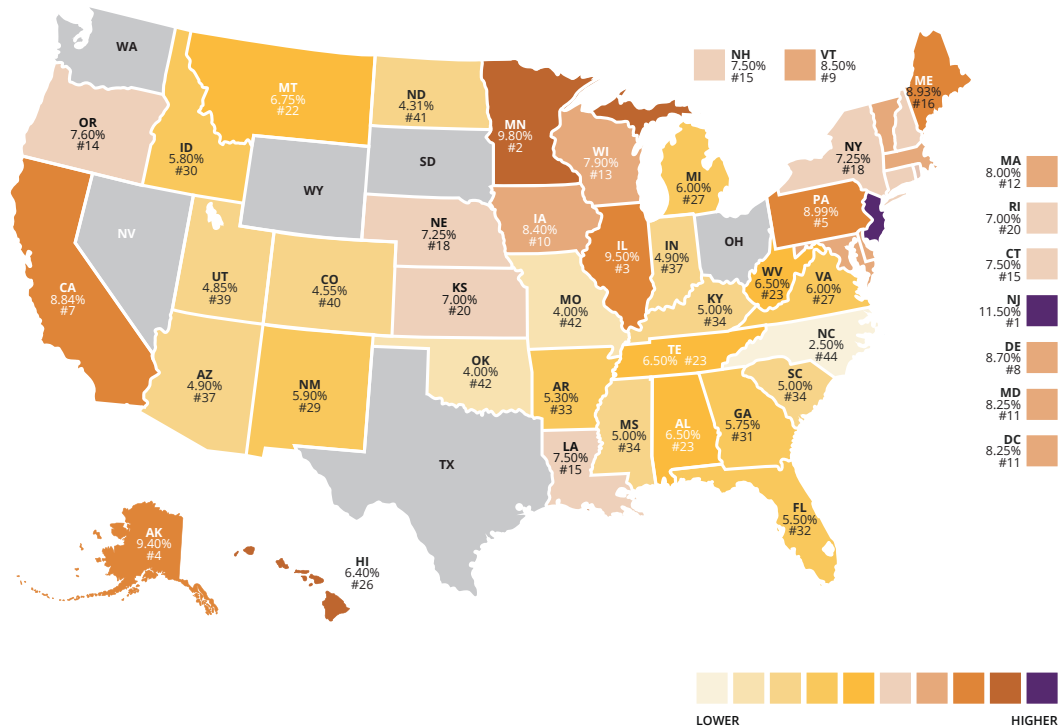 WA
NH
7.50%
#15
VT
8.50%
#9
ME
8.93%
#16
MT
6.75%
#22
ND
4.31%
#41
OR
7.60%
#14
MN
9.80%
#2
ID
5.80%
#30
SD
WI
7.90%
#13
NY
7.25%
#18
MI
6.00%
#27
MA
8.00%
#12
WY
PA
8.99%
#5
RI
7.00%
#20
NV
NE
7.25%
#18
IA
8.40%
#10
OH
IL
9.50%
#3
IN
4.90%
#37
CT
7.50%
#15
UT
4.85%
#39
CO
4.55%
#40
WV
6.50%
#23
VA
6.00%
#27
CA
8.84%
#7
KS
7.00%
#20
MO
4.00%
#42
KY
5.00%
#34
NJ
11.50%
#1
NC
2.50%
#44
TE
6.50% #23
DE
8.70%
#8
OK
4.00%
#42
AZ
4.90%
#37
NM
5.90%
#29
AR
5.30%
#33
SC
5.00%
#34
MD
8.25%
#11
MS
5.00%
#34
AL
6.50%
#23
GA
5.75%
#31
LA
7.50%
#15
DC
8.25%
#11
TX
FL
5.50%
#32
AK
9.40%
#4
HI
6.40%
#26
LOWER
HIGHER